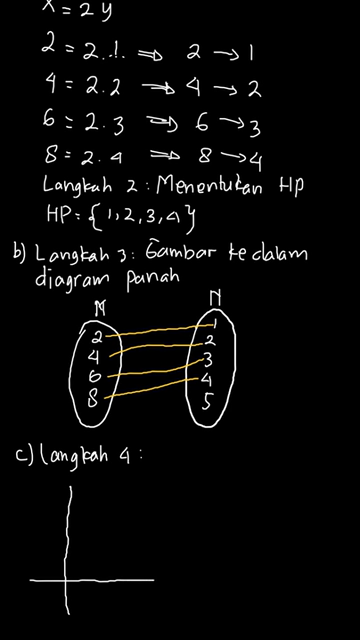 x = 2 y
2 = 2.1 ⇒ 2 → 1
4 = 2.2 ⇒ 4 → 2
6 = 2.3 ⇒ 6 → 3
8 = 2.4 ⇒ 8 → 4
Langkah 2 : Menentukan HP
HP = {1, 2, 3, 4}
b) Langkah 3 : Gambar ke dalam
diagram panah
M N
2 1
4 2
6 3
8 4
5
c) Langkah 4 :